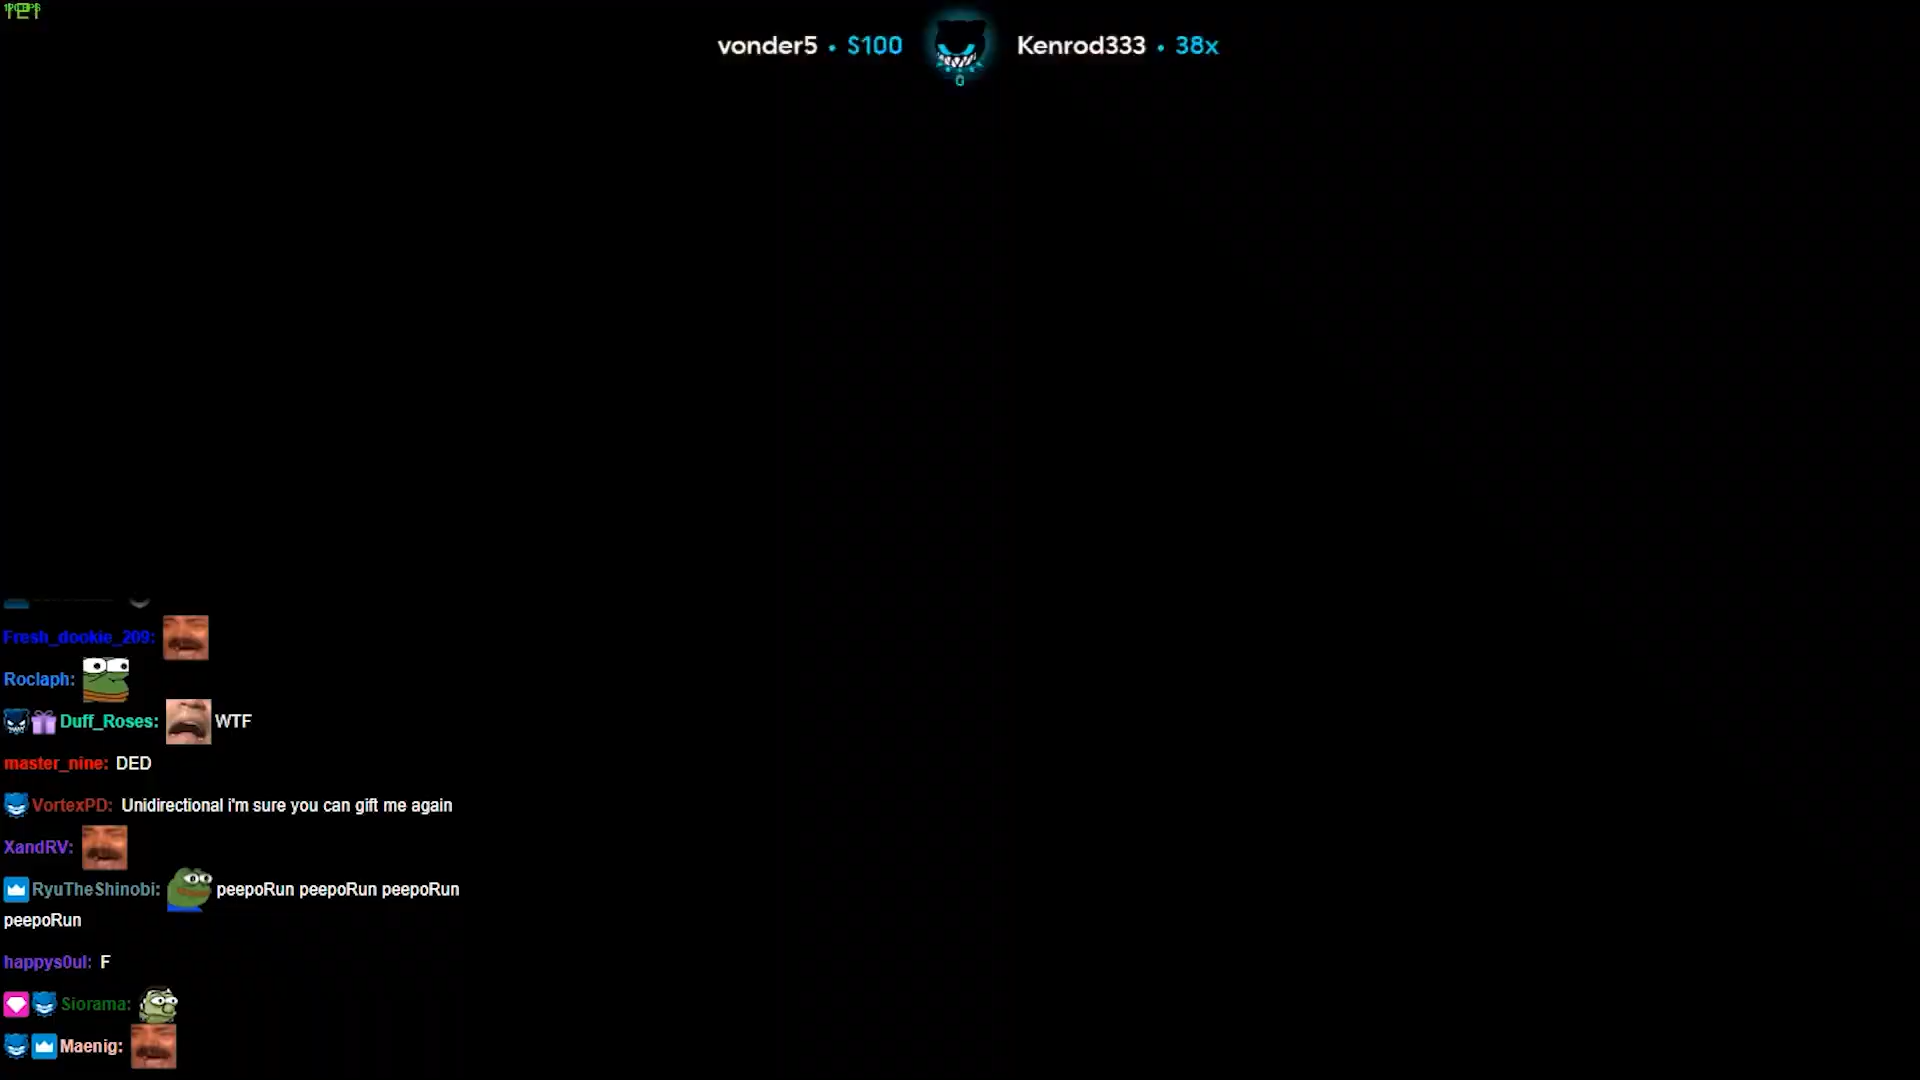 vonder5 • $100
0
Kenrod333 • 38x
Fresh_dookie_209:
Roclaph:
Duff_Roses: WTF
master_nine: DED
VortexPD: Unidirectional i'm sure you can gift me again
XandRV:
RyuTheShinobi: peepoRun peepoRun peepoRun
peepoRun
happys0ul: F
Siorama:
Maenig: